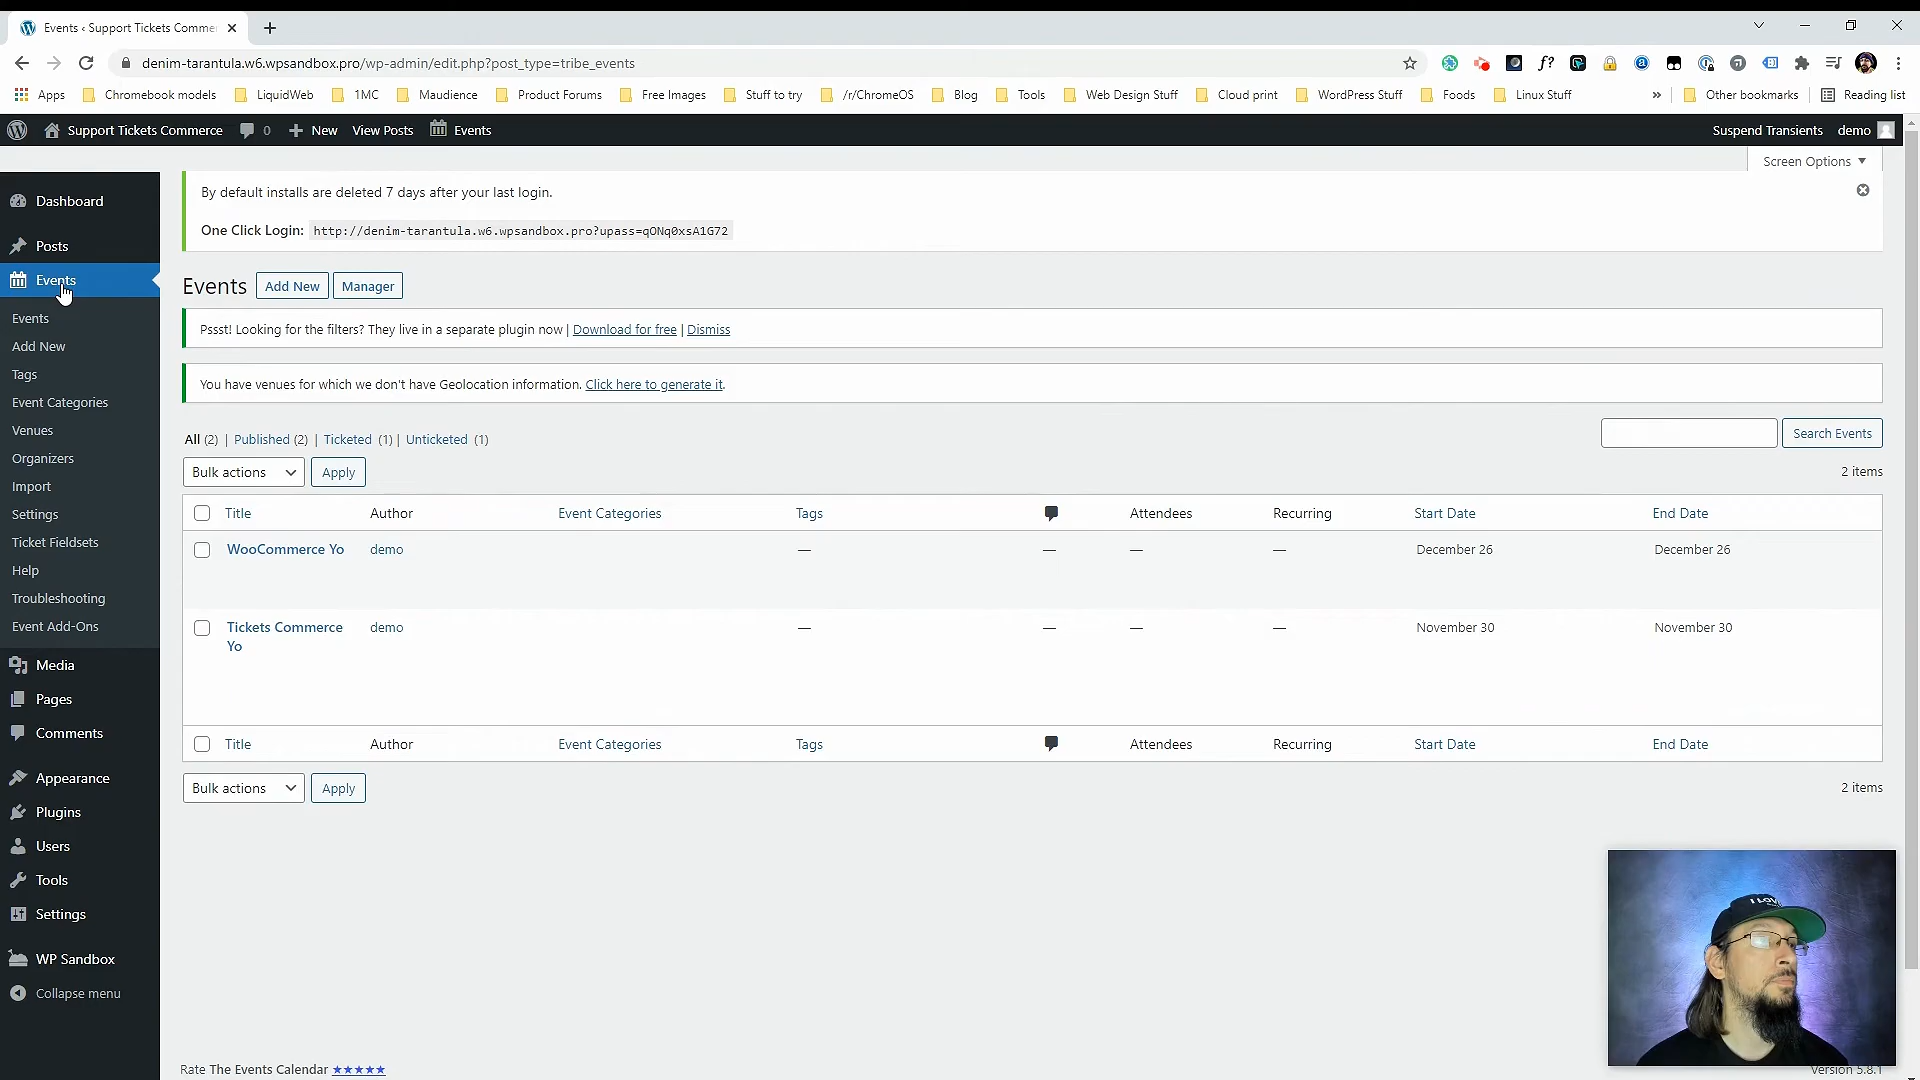 Events ‹ Support Tickets Comme
denim-tarantula.w6.wpsandbox.pro/wp-admin/edit.php?post_type=tribe_events
Apps Chromebook models LiquidWeb 1MC Maudience Product Forums Free Images Stuff to try /r/ChromeOS Blog Tools Web Design Stuff Cloud print WordPress Stuff Foods Linux Stuff » Other bookmarks Reading list
Support Tickets Commerce 0 New View Posts Events Suspend Transients demo
Screen Options
Dashboard
Posts
Events
Events
Add New
Tags
Event Categories
Venues
Organizers
Import
Settings
Ticket Fieldsets
Help
Troubleshooting
Event Add-Ons
Media
Pages
Comments
Appearance
Plugins
Users
Tools
Settings
WP Sandbox
Collapse menu
By default installs are deleted 7 days after your last login.
One Click Login: http://denim-tarantula.w6.wpsandbox.pro?upass=qONq0xsA1G72
Events Add New Manager
Pssst! Looking for the filters? They live in a separate plugin now | Download for free | Dismiss
You have venues for which we don't have Geolocation information. Click here to generate it.
All (2) | Published (2) | Ticketed (1) | Unticketed (1)
Search Events
Bulk actions Apply 2 items
Title Author Event Categories Tags Attendees Recurring Start Date End Date
WooCommerce Yo demo — — — — December 26 December 26
Tickets Commerce demo — — — — November 30 November 30
Yo
Title Author Event Categories Tags Attendees Recurring Start Date End Date
Bulk actions Apply 2 items
I LOV
Rate The Events Calendar ★★★★★
Version 5.8.1